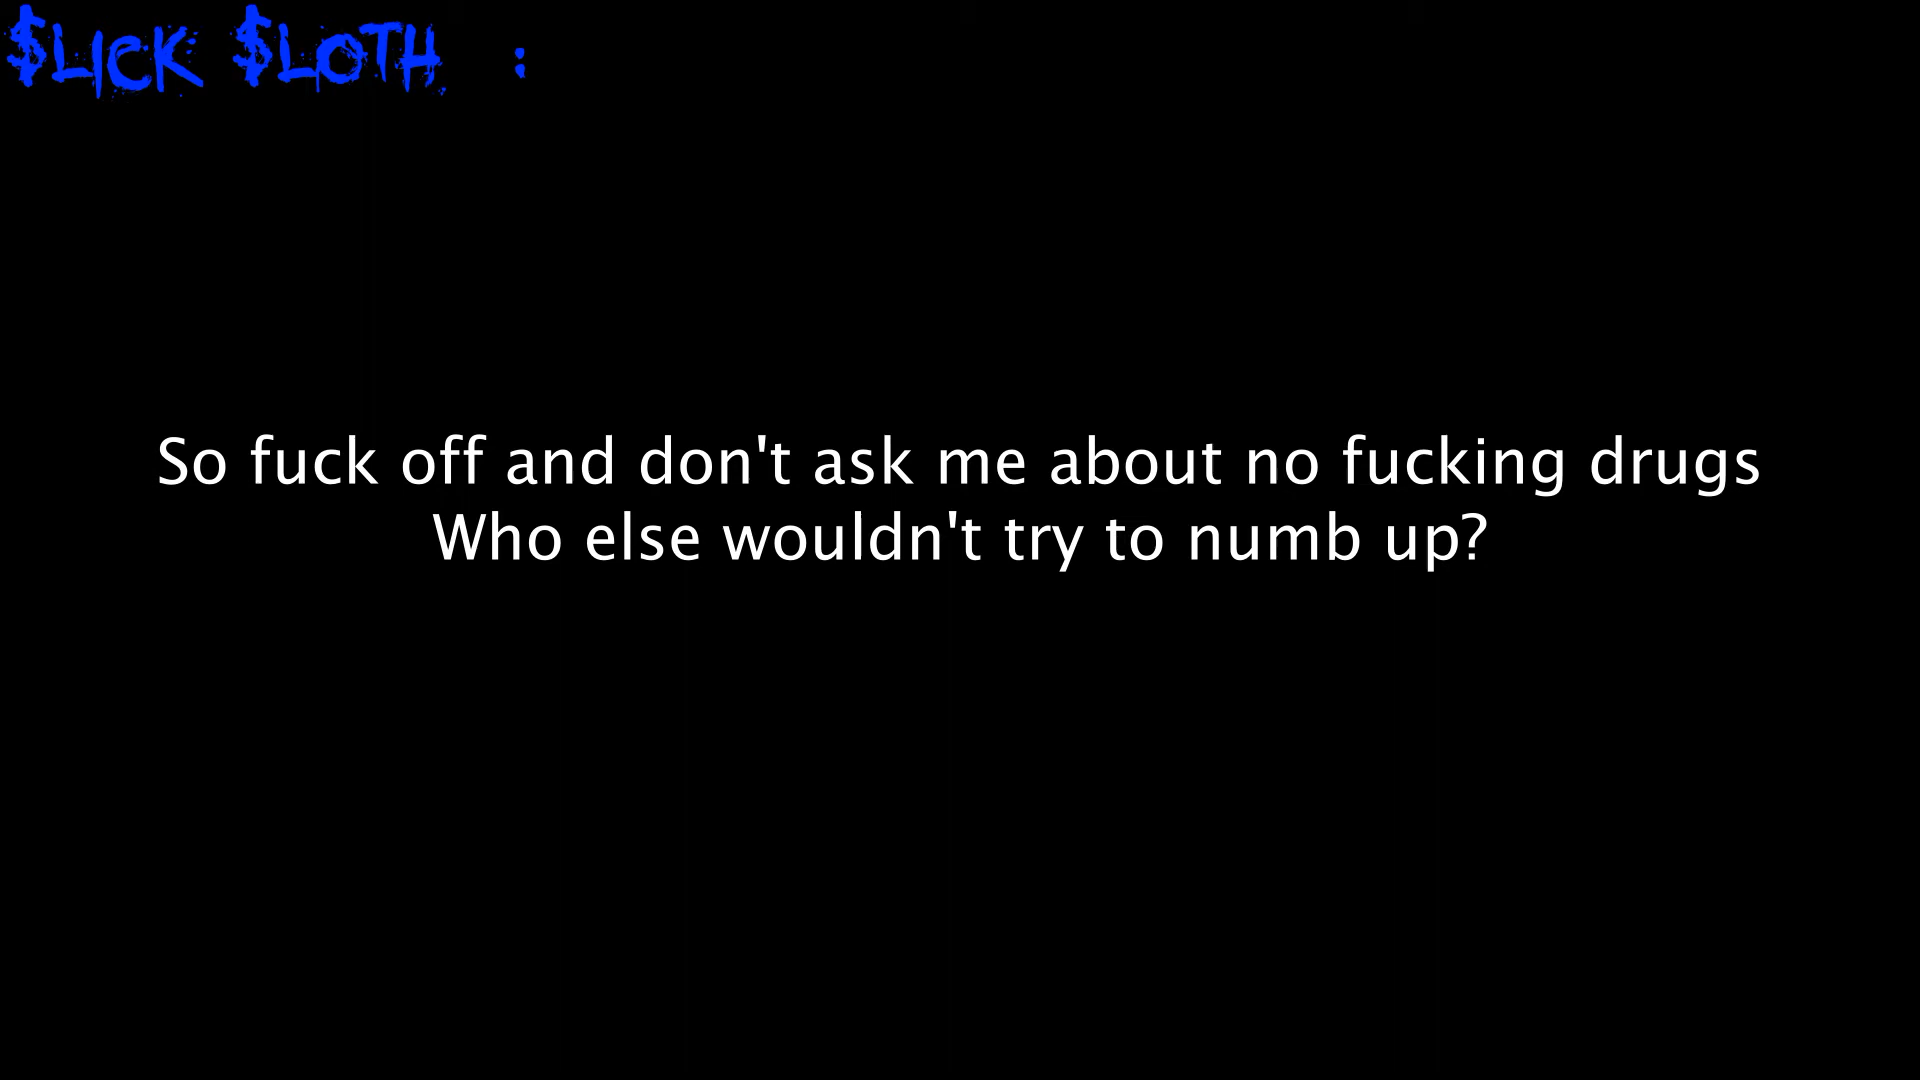 $LICK $LOTH :
So fuck off and don't ask me about no fucking drugs
Who else wouldn't try to numb up?